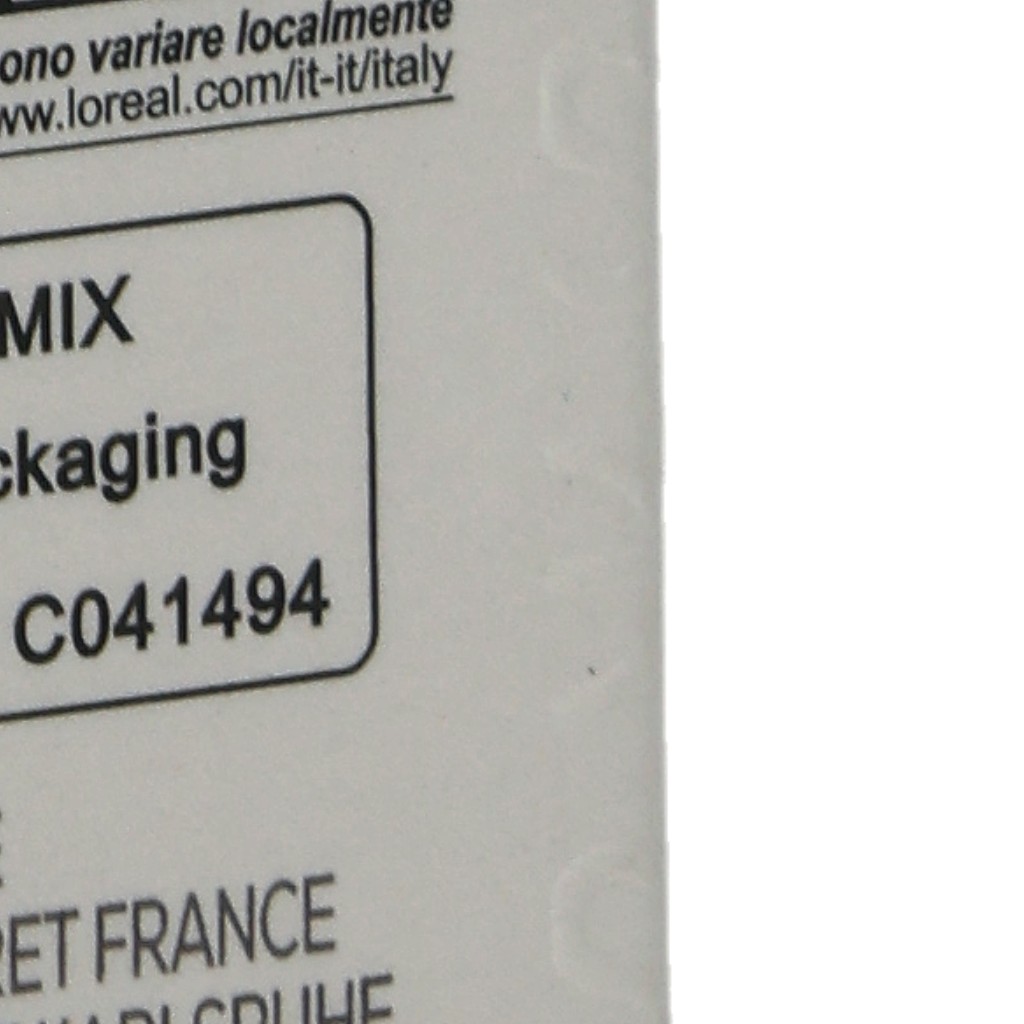 ono variare localmente
ww.loreal.com/it-it/italy
MIX
ckaging
C041494
RET FRANCE